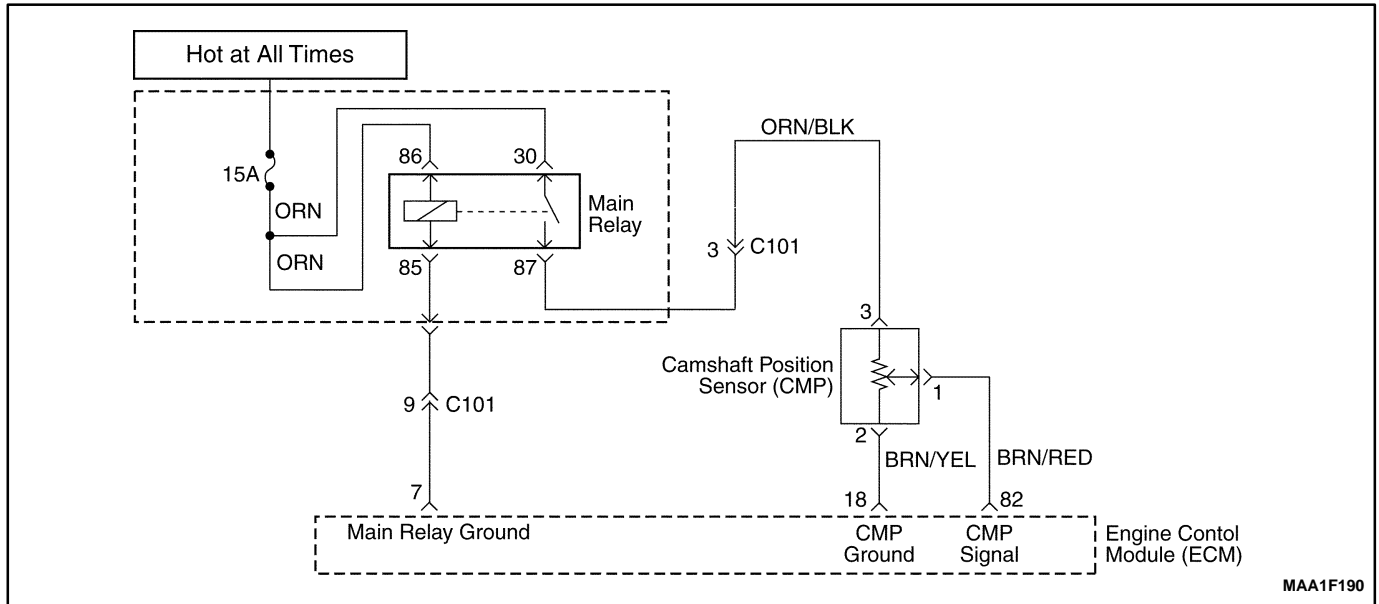 Hot at All Times
ORN/BLK
86
30
15A
ORN
Main
Relay
ORN
85
87
3
C101
3
Camshaft Position
Sensor (CMP)
1
9
C101
2
BRN/YEL
BRN/RED
7
18
82
Main Relay Ground
CMP
Ground
CMP
Signal
Engine Contol
Module (ECM)
MAA1F190